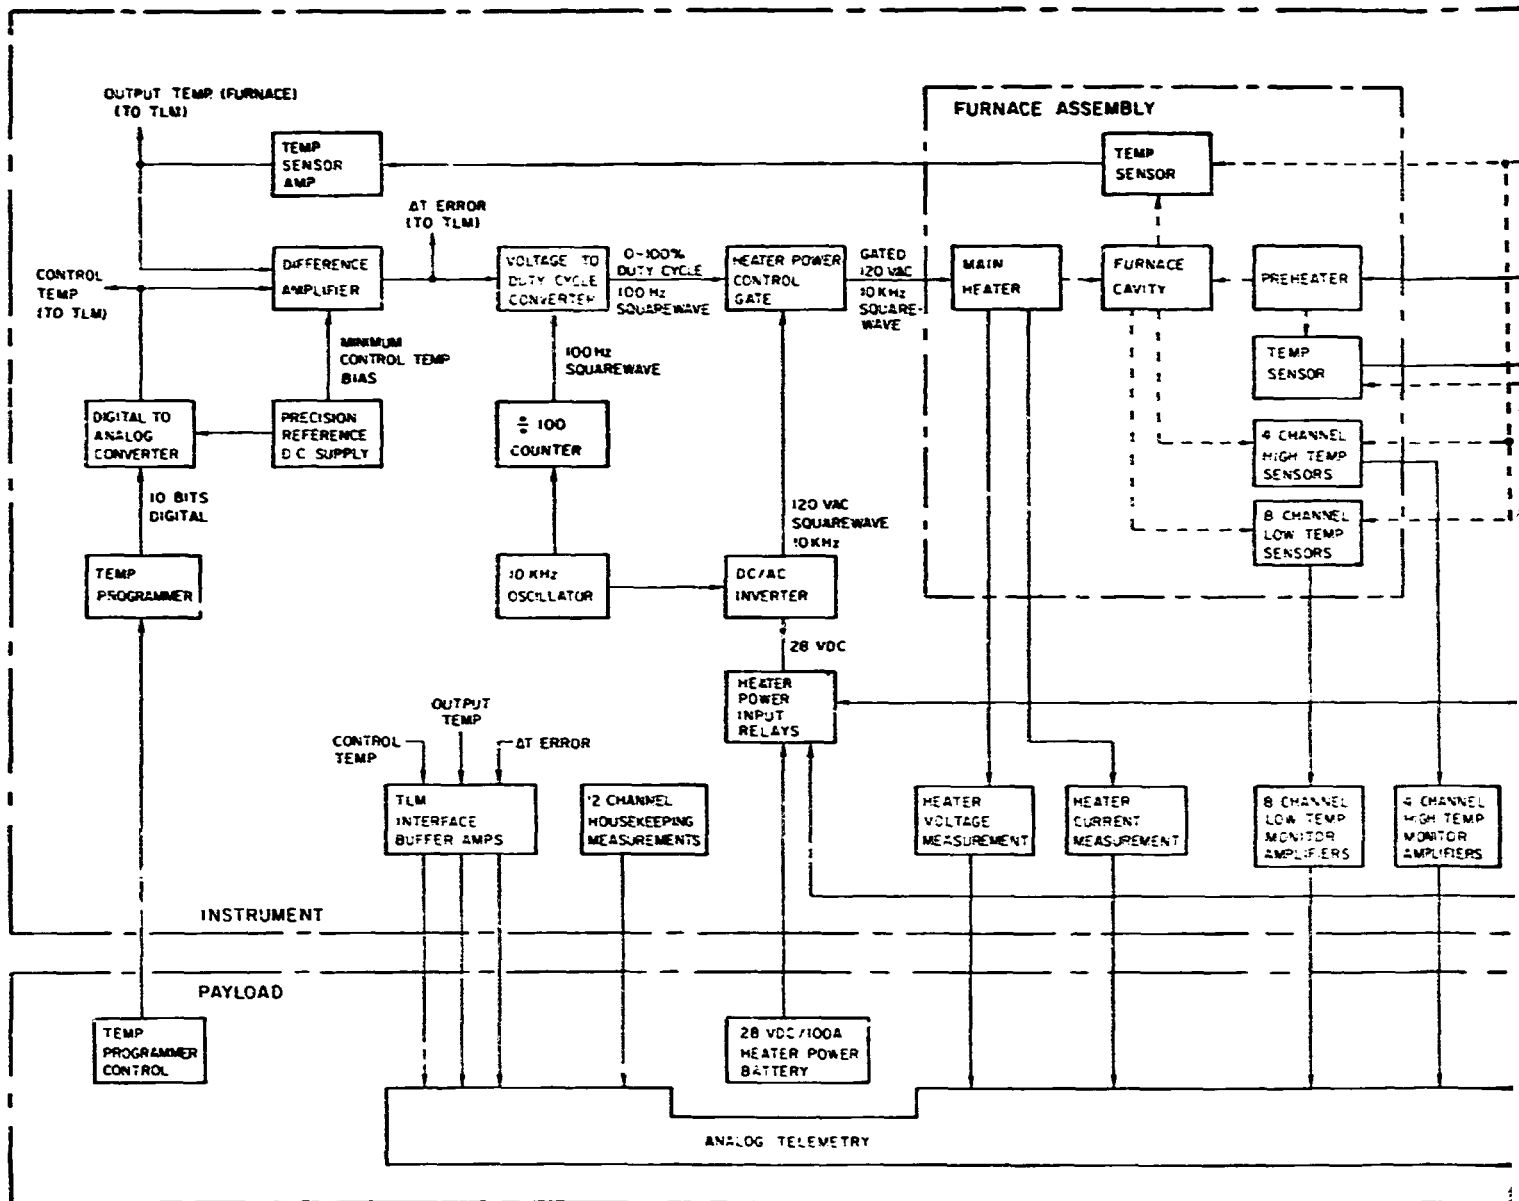 OUTPUT TEMP. (FURNACE)
(TO TLM)
FURNACE ASSEMBLY
TEMP
SENSOR
AMP
TEMP
SENSOR
ΔT ERROR
(TO TLM)
CONTROL
TEMP
(TO TLM)
DIFFERENCE
AMPLIFIER
VOLTAGE TO
DUTY CYCLE
CONVERTER
0-100%
DUTY CYCLE
100 Hz
SQUAREWAVE
HEATER POWER
CONTROL
GATE
GATED
120 VAC
10 KHz
SQUARE-
WAVE
MAIN
HEATER
FURNACE
CAVITY
PREHEATER
MINIMUM
CONTROL TEMP
BIAS
100 Hz
SQUAREWAVE
TEMP
SENSOR
DIGITAL TO
ANALOG
CONVERTER
PRECISION
REFERENCE
D.C SUPPLY
÷ 100
COUNTER
4 CHANNEL
HIGH TEMP
SENSORS
10 BITS
DIGITAL
120 VAC
SQUAREWAVE
10 KHz
8 CHANNEL
LOW TEMP
SENSORS
TEMP
PROGRAMMER
10 KHz
OSCILLATOR
DC/AC
INVERTER
28 VDC
HEATER
POWER
INPUT
RELAYS
OUTPUT
TEMP
CONTROL
TEMP
ΔT ERROR
TLM
INTERFACE
BUFFER AMPS
12 CHANNEL
HOUSEKEEPING
MEASUREMENTS
HEATER
VOLTAGE
MEASUREMENT
HEATER
CURRENT
MEASUREMENT
8 CHANNEL
LOW TEMP
MONITOR
AMPLIFIERS
4 CHANNEL
HIGH TEMP
MONITOR
AMPLIFIERS
INSTRUMENT
PAYLOAD
TEMP
PROGRAMMER
CONTROL
28 VDC/100A
HEATER POWER
BATTERY
ANALOG TELEMETRY